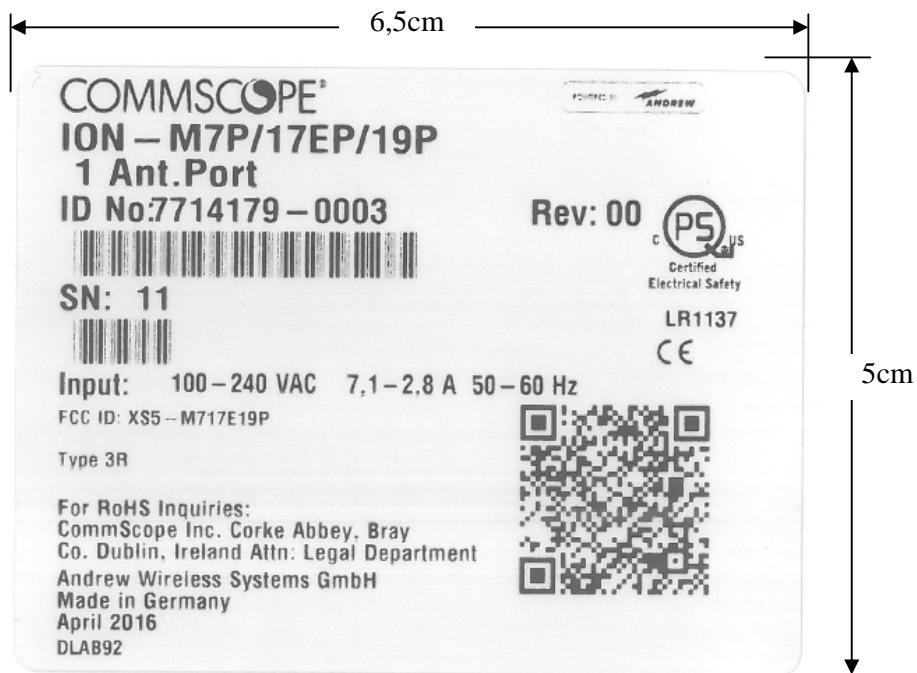 6,5cm
COMMSCOPE®
POWERED BY ANDREW
ION – M7P/17EP/19P
1 Ant.Port
ID No:7714179–0003
Rev: 00
C PS US
Certified
Electrical Safety
SN: 11
LR1137
CE
5cm
Input: 100–240 VAC 7,1–2,8 A 50–60 Hz
FCC ID: XS5–M717E19P
Type 3R
For RoHS Inquiries:
CommScope Inc. Corke Abbey, Bray
Co. Dublin, Ireland Attn: Legal Department
Andrew Wireless Systems GmbH
Made in Germany
April 2016
DLAB92